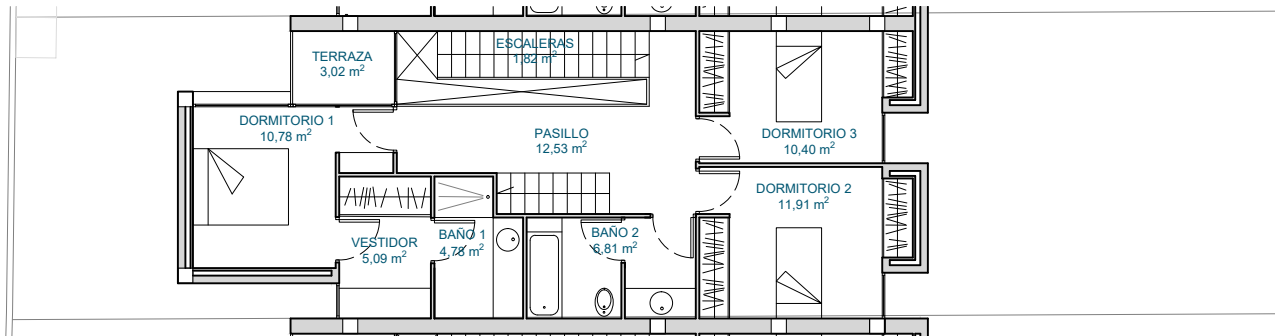 ESCALERAS
1,82 m²
TERRAZA
3,02 m²
DORMITORIO 1
10,78 m²
PASILLO
12,53 m²
DORMITORIO 3
10,40 m²
DORMITORIO 2
11,91 m²
VESTIDOR
5,09 m²
BAÑO 1
4,78 m²
BAÑO 2
6,81 m²